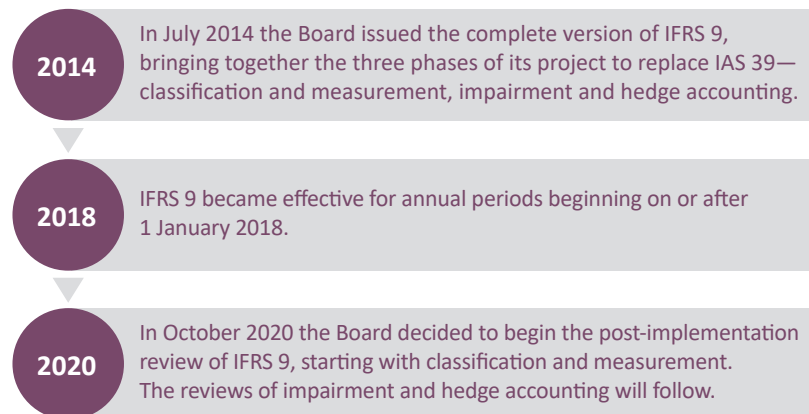 2014
In July 2014 the Board issued the complete version of IFRS 9,
bringing together the three phases of its project to replace IAS 39—
classification and measurement, impairment and hedge accounting.
2018
IFRS 9 became effective for annual periods beginning on or after
1 January 2018.
2020
In October 2020 the Board decided to begin the post-implementation
review of IFRS 9, starting with classification and measurement.
The reviews of impairment and hedge accounting will follow.